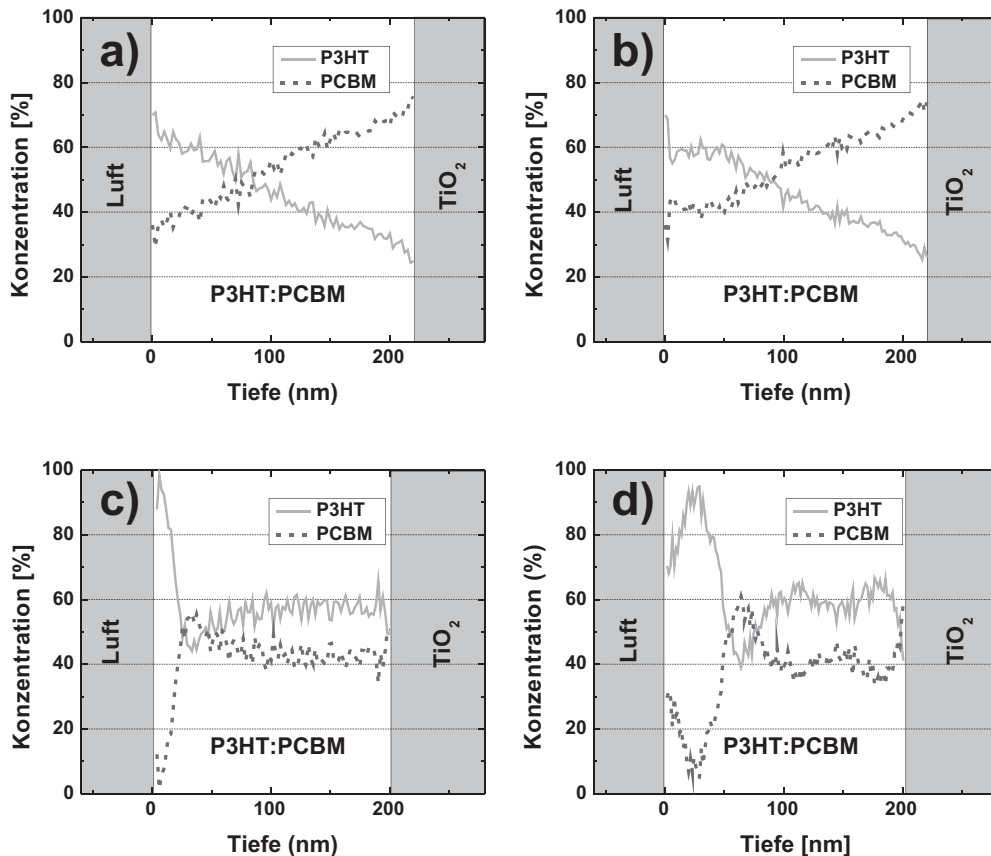 a)
P3HT
PCBM
Konzentration [%]
100
80
60
40
20
0
Luft
TiO₂
P3HT:PCBM
0
100
200
Tiefe (nm)
b)
P3HT
PCBM
Konzentration [%]
100
80
60
40
20
0
Luft
TiO₂
P3HT:PCBM
0
100
200
Tiefe (nm)
c)
P3HT
PCBM
Konzentration [%]
100
80
60
40
20
0
Luft
TiO₂
P3HT:PCBM
0
100
200
Tiefe (nm)
d)
P3HT
PCBM
Konzentration (%)
100
80
60
40
20
0
Luft
TiO₂
P3HT:PCBM
0
100
200
Tiefe [nm]